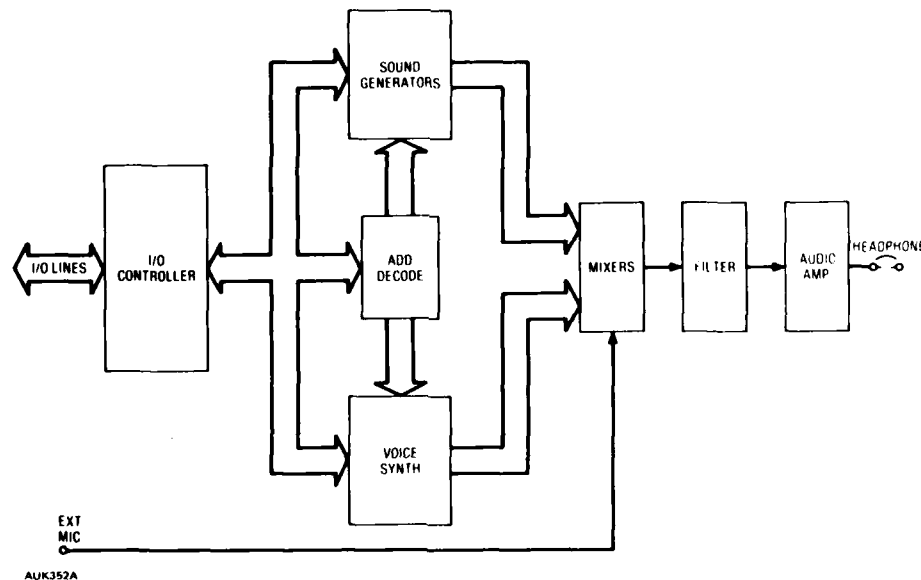 SOUND
GENERATORS
I/O LINES
I/O
CONTROLLER
ADD
DECODE
MIXERS
FILTER
AUDIO
AMP
HEADPHONE
VOICE
SYNTH
EXT
MIC
AUK352A